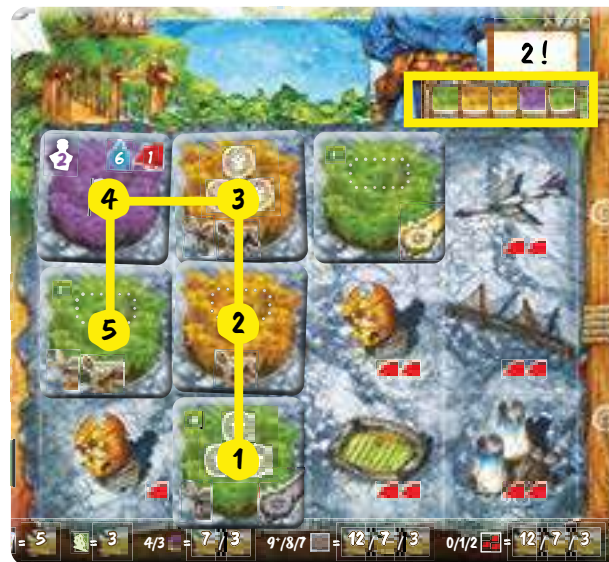 2!
2 6 1
4 3
5 2
1
= 5 = 3 4/3 = 7 / 3 9*/8/7 = 12 / 7 / 3 0/1/2 = 12 / 7 / 3